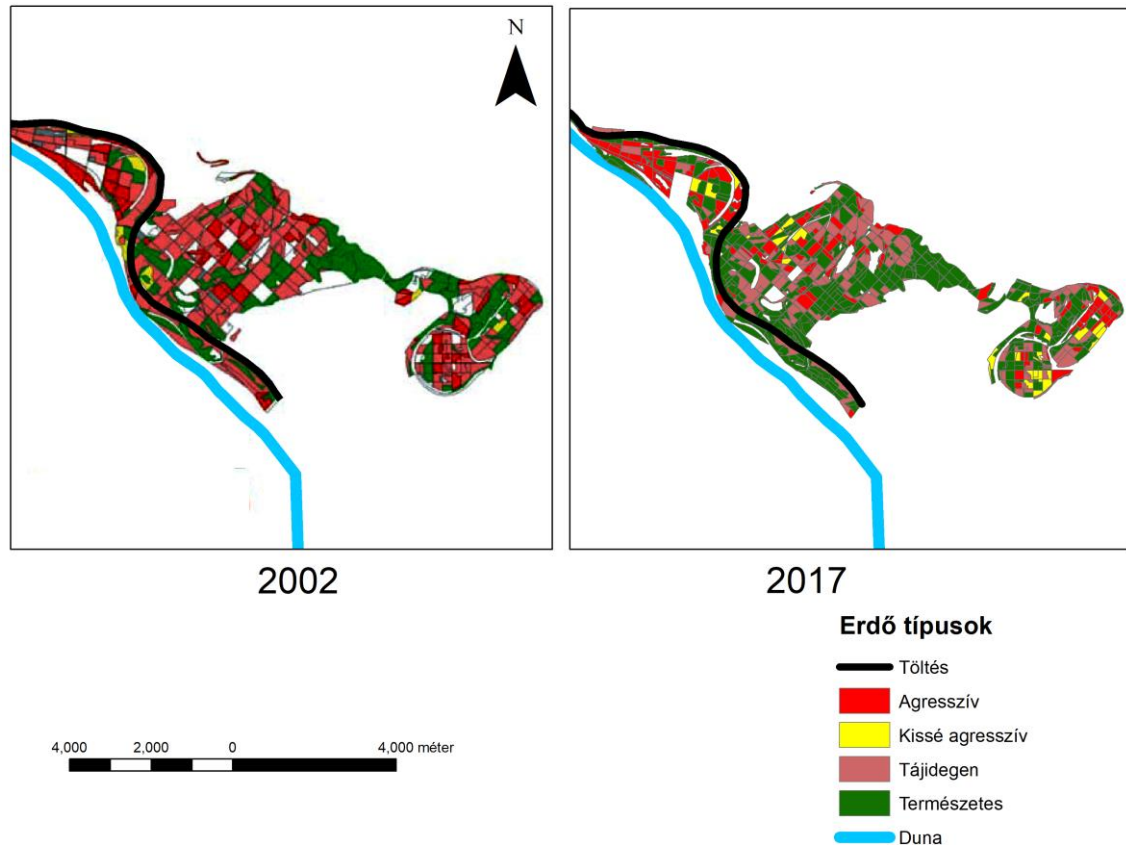 N
2002
2017
Erdő típusok
Töltés
Agresszív
Kissé agresszív
Tájidegen
Természetes
Duna
4,000 2,000 0 4,000 méter